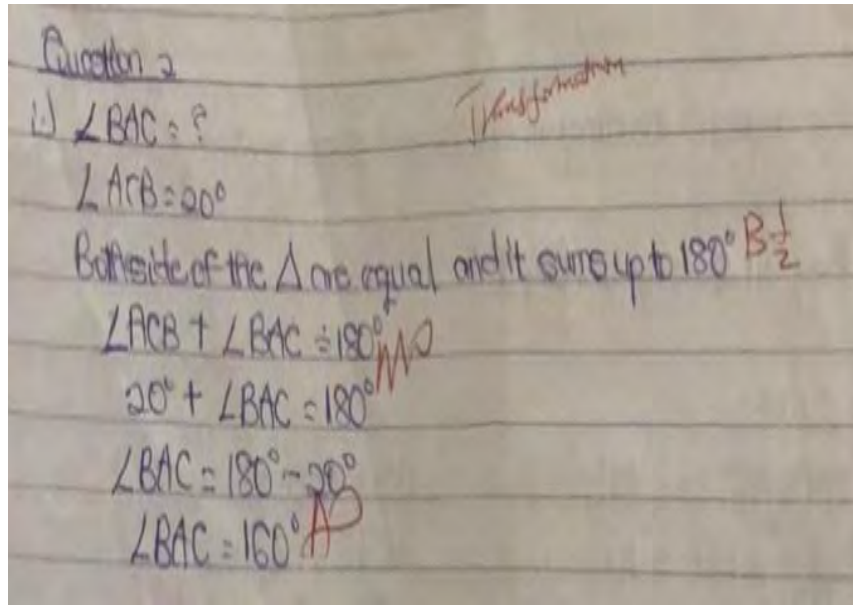 Question 2
i.) ∠BAC = ?
Transformation
∠ACB = 20°
Both side of the Δ are equal and it sums up to 180° B½
∠ACB + ∠BAC = 180° M0
20° + ∠BAC = 180°
∠BAC = 180° - 20°
∠BAC = 160° A0